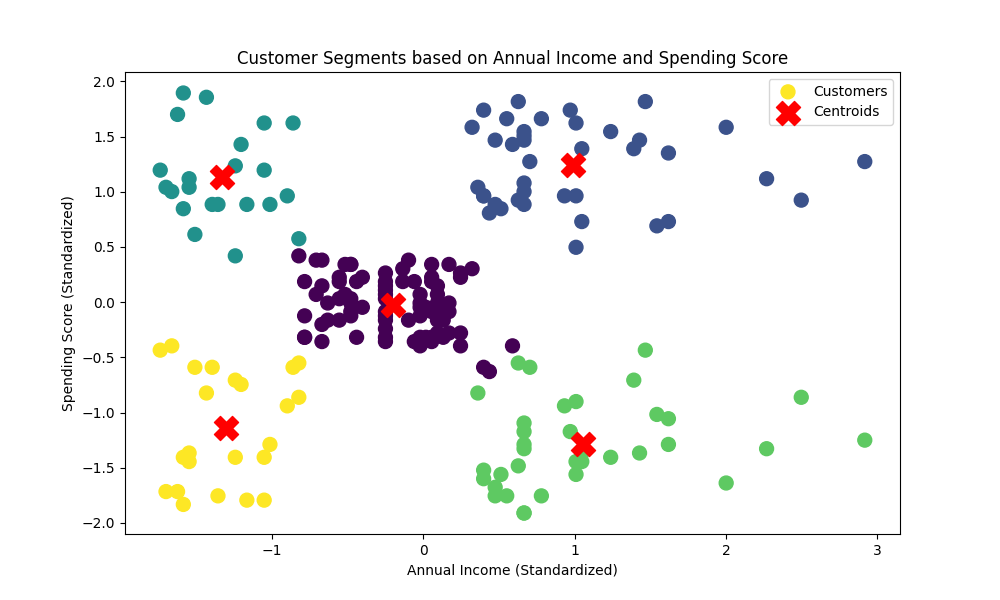 Customer Segments based on Annual Income and Spending Score
Customers
Centroids
2.0
1.5
1.0
0.5
0.0
−0.5
−1.0
−1.5
−2.0
Spending Score (Standardized)
−1
0
1
2
3
Annual Income (Standardized)